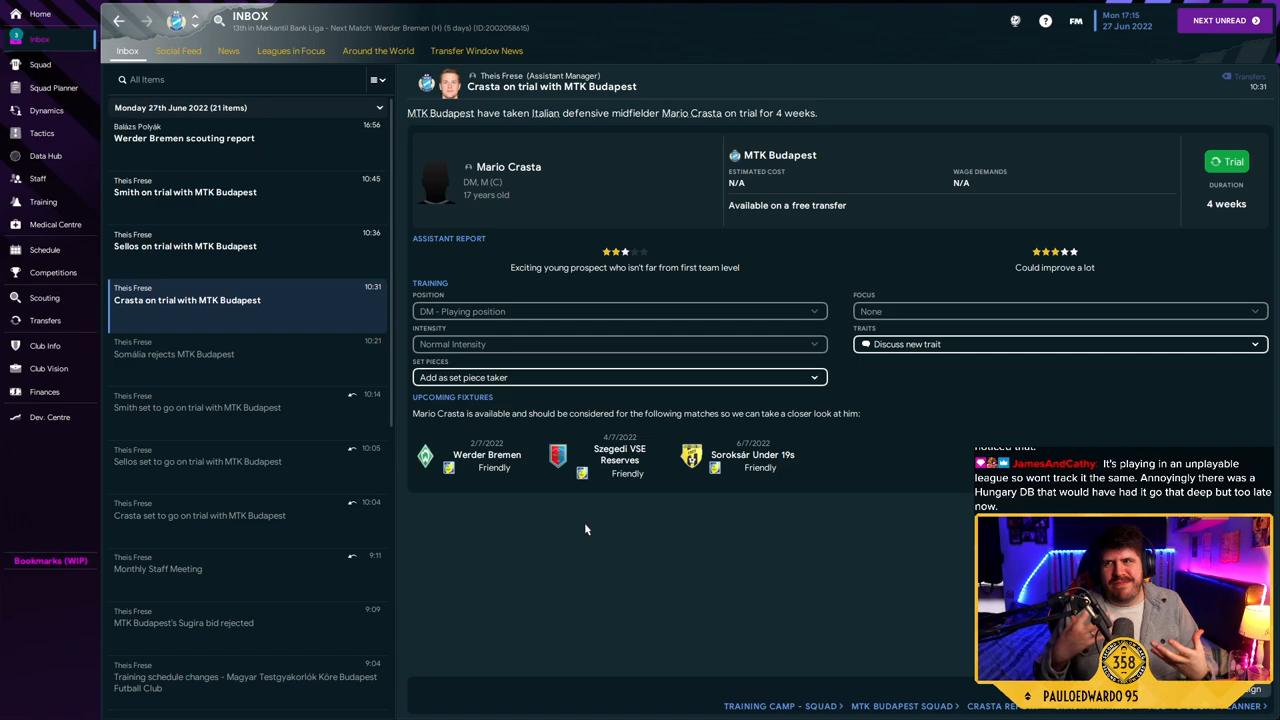 Home
INBOX
13th in Merkantil Bank Liga - Next Match: Werder Bremen (H) (5 days) (ID:2002058615)
FM
Mon 17:15
27 Jun 2022
NEXT UNREAD
3
Inbox
Squad
Squad Planner
Dynamics
Tactics
Data Hub
Staff
Training
Medical Centre
Schedule
Competitions
Scouting
Transfers
Club Info
Club Vision
Finances
Dev. Centre
Bookmarks (WIP)
Inbox
Social Feed
News
Leagues in Focus
Around the World
Transfer Window News
All Items
Monday 27th June 2022 (21 items)
Balázs Polyák 16:56
Werder Bremen scouting report
Theis Frese 10:45
Smith on trial with MTK Budapest
Theis Frese 10:36
Sellos on trial with MTK Budapest
Theis Frese 10:31
Crasta on trial with MTK Budapest
Theis Frese 10:21
Somália rejects MTK Budapest
Theis Frese 10:14
Smith set to go on trial with MTK Budapest
Theis Frese 10:05
Sellos set to go on trial with MTK Budapest
Theis Frese 10:04
Crasta set to go on trial with MTK Budapest
Theis Frese 9:11
Monthly Staff Meeting
Theis Frese 9:09
MTK Budapest's Sugira bid rejected
Theis Frese 9:04
Training schedule changes - Magyar Testgyakorlók Köre Budapest
Futball Club
Theis Frese (Assistant Manager)
Crasta on trial with MTK Budapest
Transfers
10:31
MTK Budapest have taken Italian defensive midfielder Mario Crasta on trial for 4 weeks.
Mario Crasta
DM, M (C)
17 years old
MTK Budapest
ESTIMATED COST
N/A
WAGE DEMANDS
N/A
Available on a free transfer
Trial
DURATION
4 weeks
ASSISTANT REPORT
Exciting young prospect who isn't far from first team level
Could improve a lot
TRAINING
POSITION
DM - Playing position
FOCUS
None
INTENSITY
Normal Intensity
TRAITS
Discuss new trait
SET PIECES
Add as set piece taker
UPCOMING FIXTURES
Mario Crasta is available and should be considered for the following matches so we can take a closer look at him:
2/7/2022
Werder Bremen
Friendly
4/7/2022
Szegedi VSE
Reserves
Friendly
6/7/2022
Soroksár Under 19s
Friendly
JamesAndCathy: It's playing in an unplayable
league so wont track it the same. Annoyingly there was a
Hungary DB that would have had it go that deep but too late
now.
358
PAULOEDWARDO 95
TRAINING CAMP - SQUAD
MTK BUDAPEST SQUAD
CRASTA